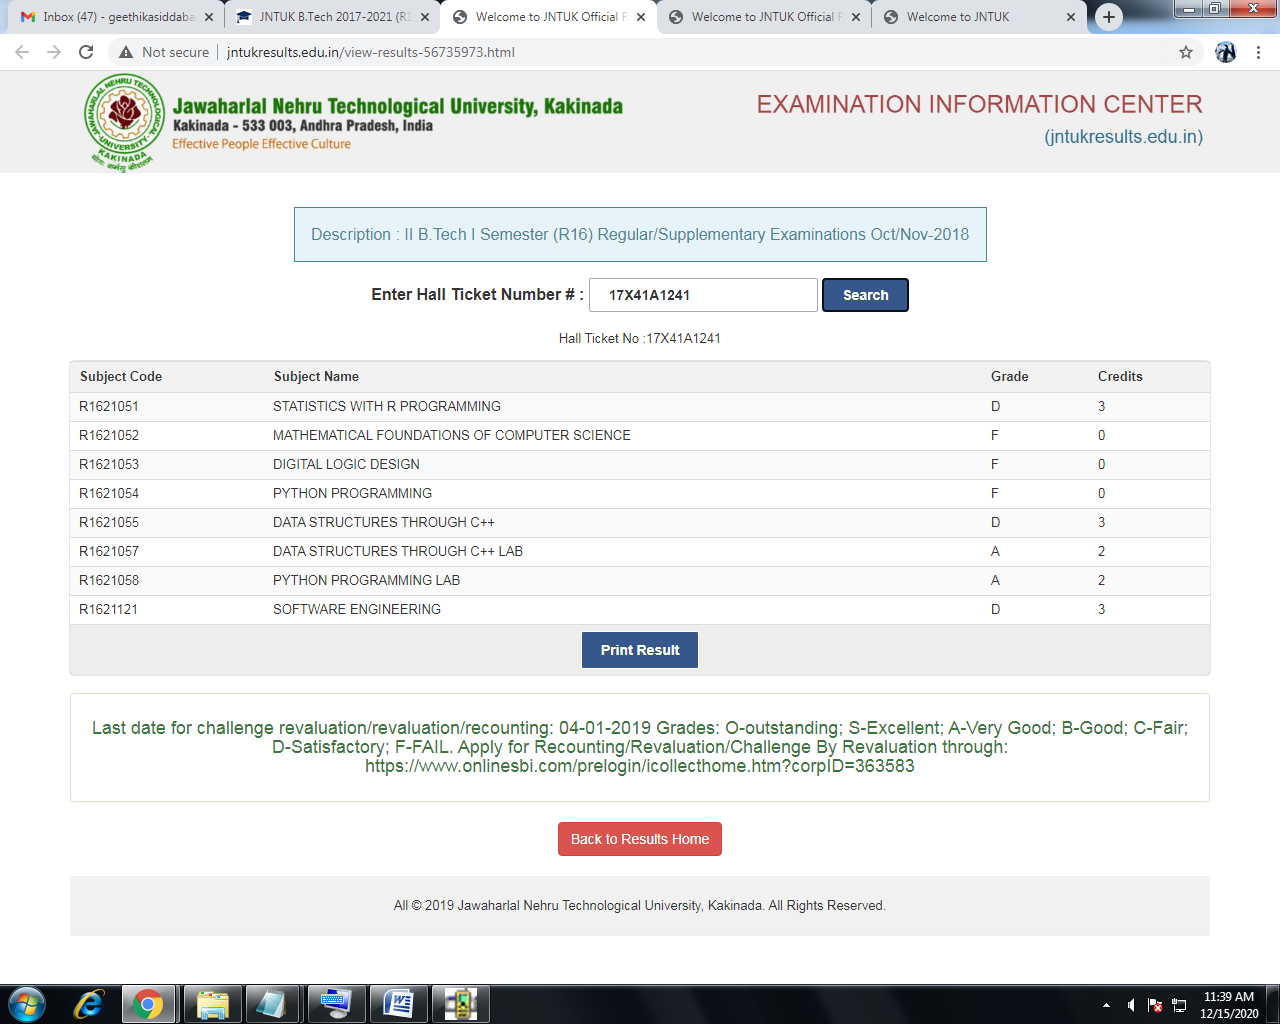 Inbox (47) - geethikasiddaba
JNTUK B.Tech 2017-2021 (R1
Welcome to JNTUK Official R
Welcome to JNTUK Official R
Welcome to JNTUK
Not secure
jntukresults.edu.in/view-results-56735973.html
JAWAHARLAL NEHRU TECHNOLOGICAL UNIVERSITY
KAKINADA
Jawaharlal Nehru Technological University, Kakinada
Kakinada - 533 003, Andhra Pradesh, India
Effective People Effective Culture
EXAMINATION INFORMATION CENTER
(jntukresults.edu.in)
Description : II B.Tech I Semester (R16) Regular/Supplementary Examinations Oct/Nov-2018
Enter Hall Ticket Number # : 17X41A1241 Search
Hall Ticket No :17X41A1241
Subject Code Subject Name Grade Credits
R1621051 STATISTICS WITH R PROGRAMMING D 3
R1621052 MATHEMATICAL FOUNDATIONS OF COMPUTER SCIENCE F 0
R1621053 DIGITAL LOGIC DESIGN F 0
R1621054 PYTHON PROGRAMMING F 0
R1621055 DATA STRUCTURES THROUGH C++ D 3
R1621057 DATA STRUCTURES THROUGH C++ LAB A 2
R1621058 PYTHON PROGRAMMING LAB A 2
R1621121 SOFTWARE ENGINEERING D 3
Print Result
Last date for challenge revaluation/revaluation/recounting: 04-01-2019 Grades: O-outstanding; S-Excellent; A-Very Good; B-Good; C-Fair;
D-Satisfactory; F-FAIL. Apply for Recounting/Revaluation/Challenge By Revaluation through:
https://www.onlinesbi.com/prelogin/icollecthome.htm?corpID=363583
Back to Results Home
All © 2019 Jawaharlal Nehru Technological University, Kakinada. All Rights Reserved.
11:39 AM
12/15/2020